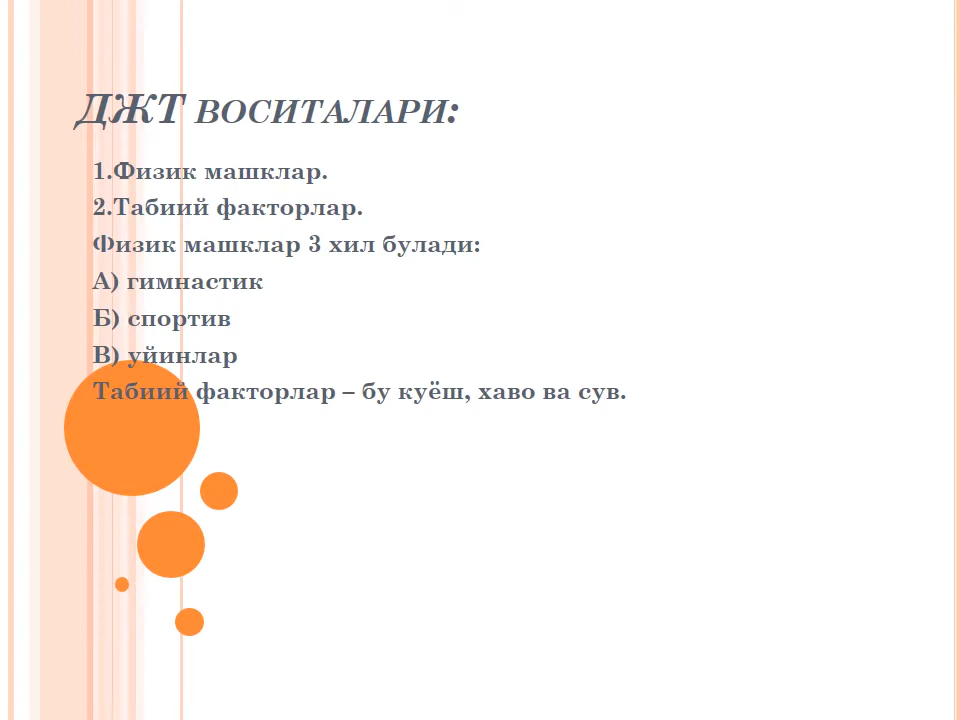 ДЖТ ВОСИТАЛАРИ:
1.Физик машклар.
2.Табиий факторлар.
Физик машклар 3 хил булади:
А) гимнастик
Б) спортив
В) уйинлар
Табиий факторлар – бу куёш, хаво ва сув.